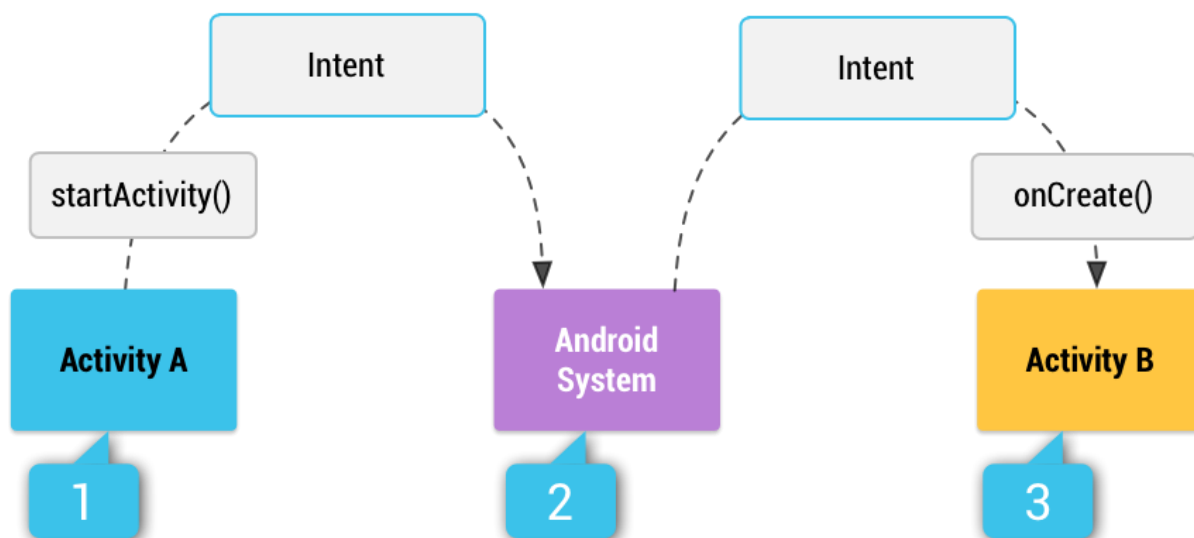 Intent
Intent
startActivity()
onCreate()
Activity A
Android
System
Activity B
1
2
3